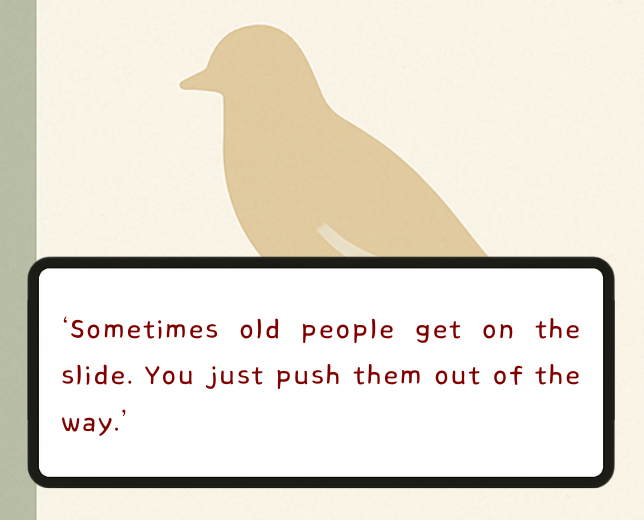 ‘Sometimes old people get on the
slide. You just push them out of the
way.’